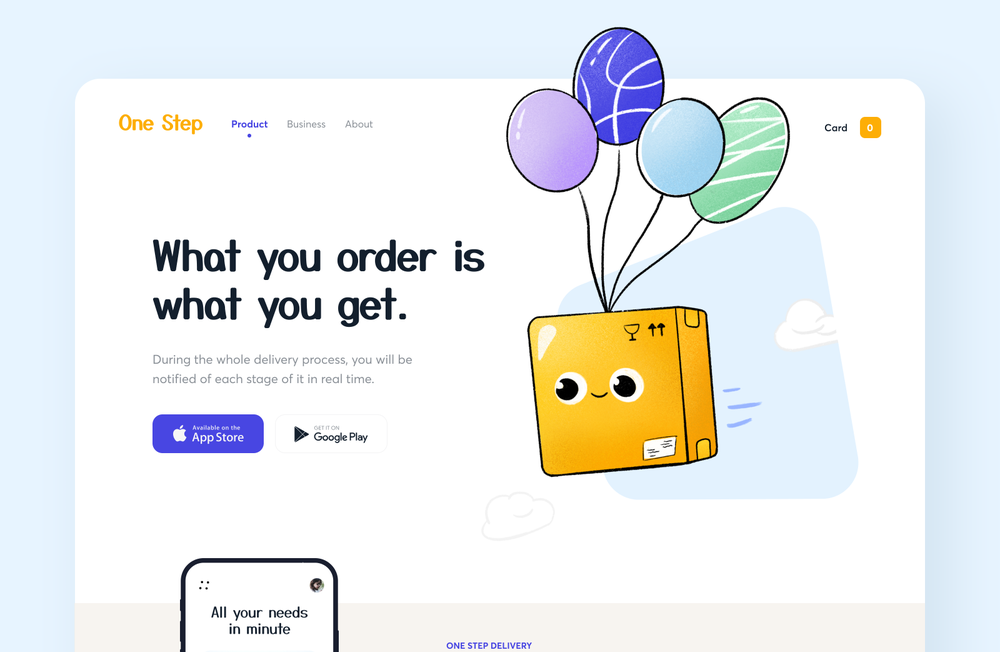 One Step
Product
Business
About
Card
0
What you order is
what you get.
During the whole delivery process, you will be
notified of each stage of it in real time.
Available on the
App Store
GET IT ON
Google Play
All your needs
in minute
ONE STEP DELIVERY